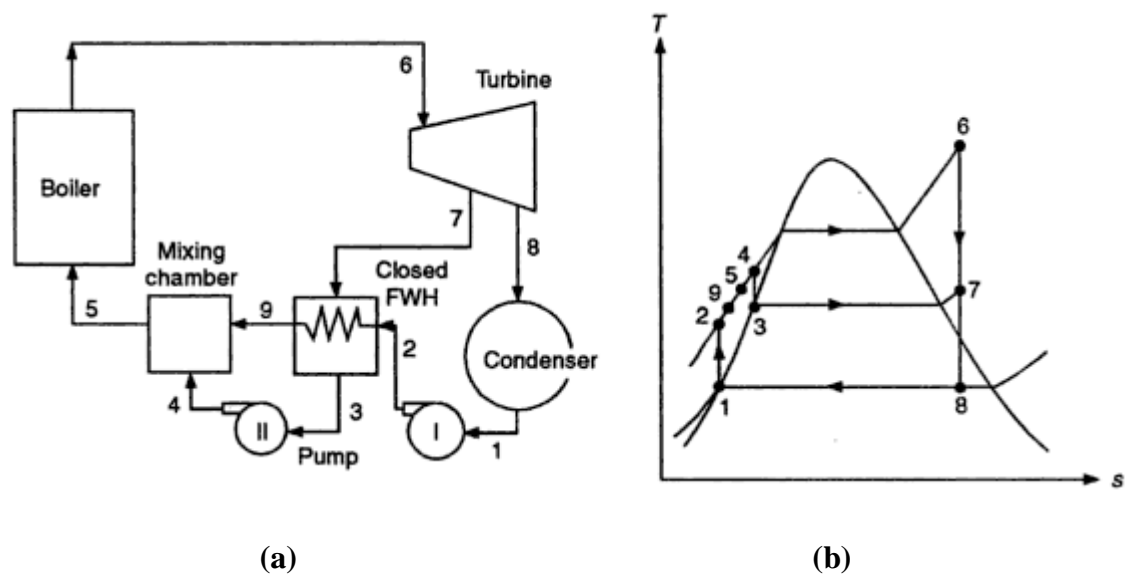 6
Turbine
Boiler
7
8
Mixing
chamber
Closed
FWH
5
9
2
Condenser
4
3
II
Pump
I
1
(a)
T
6
4
5
9
2
3
7
1
8
s
(b)